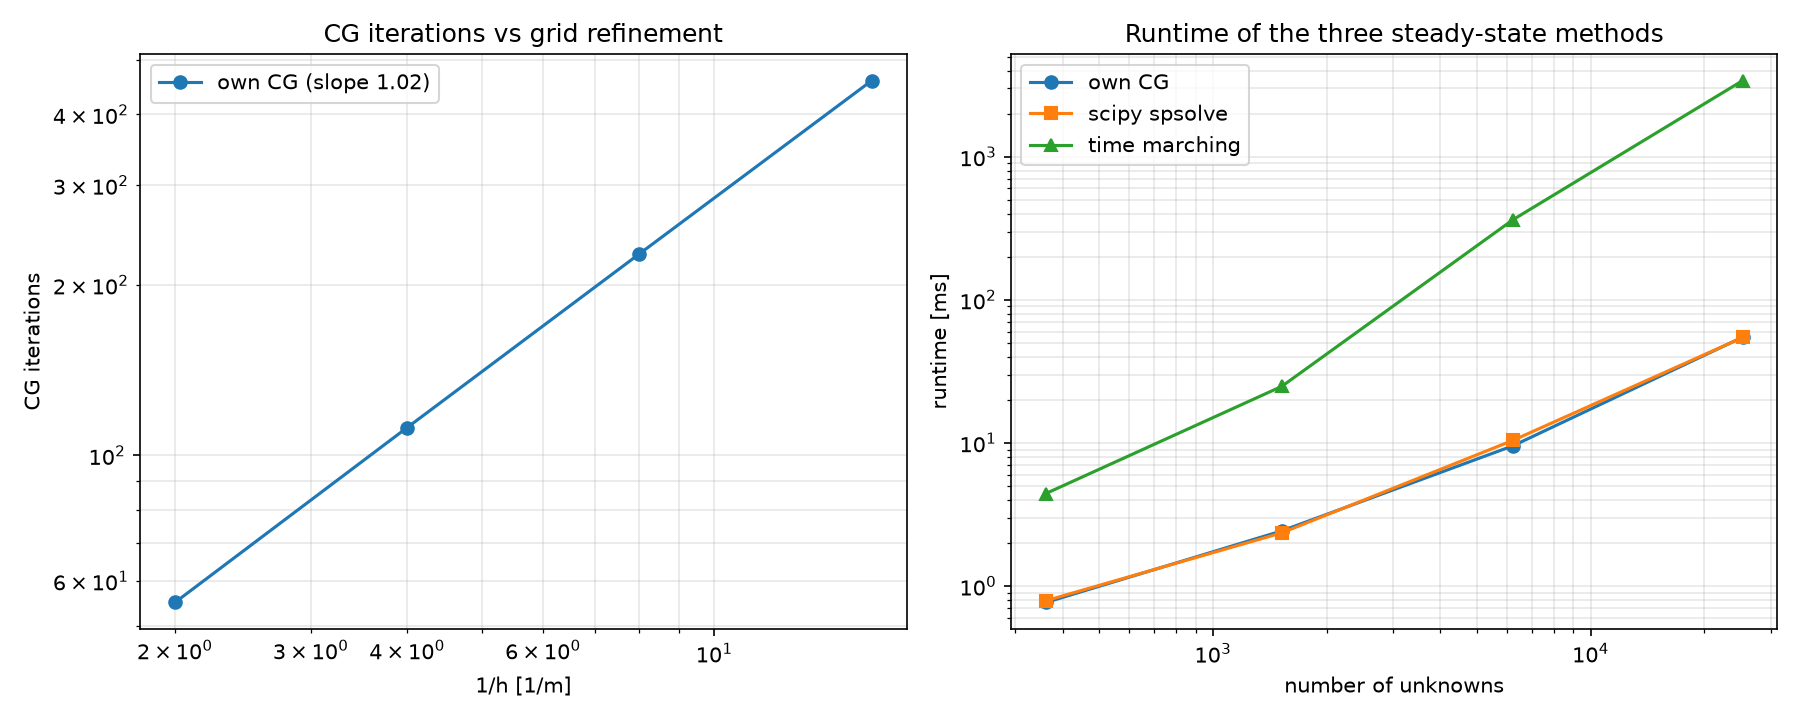 CG iterations vs grid refinement
own CG (slope 1.02)
4 × 10²
3 × 10²
2 × 10²
10²
6 × 10¹
CG iterations
2 × 10⁰
3 × 10⁰
4 × 10⁰
6 × 10⁰
10¹
1/h [1/m]
Runtime of the three steady-state methods
own CG
scipy spsolve
time marching
10³
10²
10¹
10⁰
runtime [ms]
10³
10⁴
number of unknowns